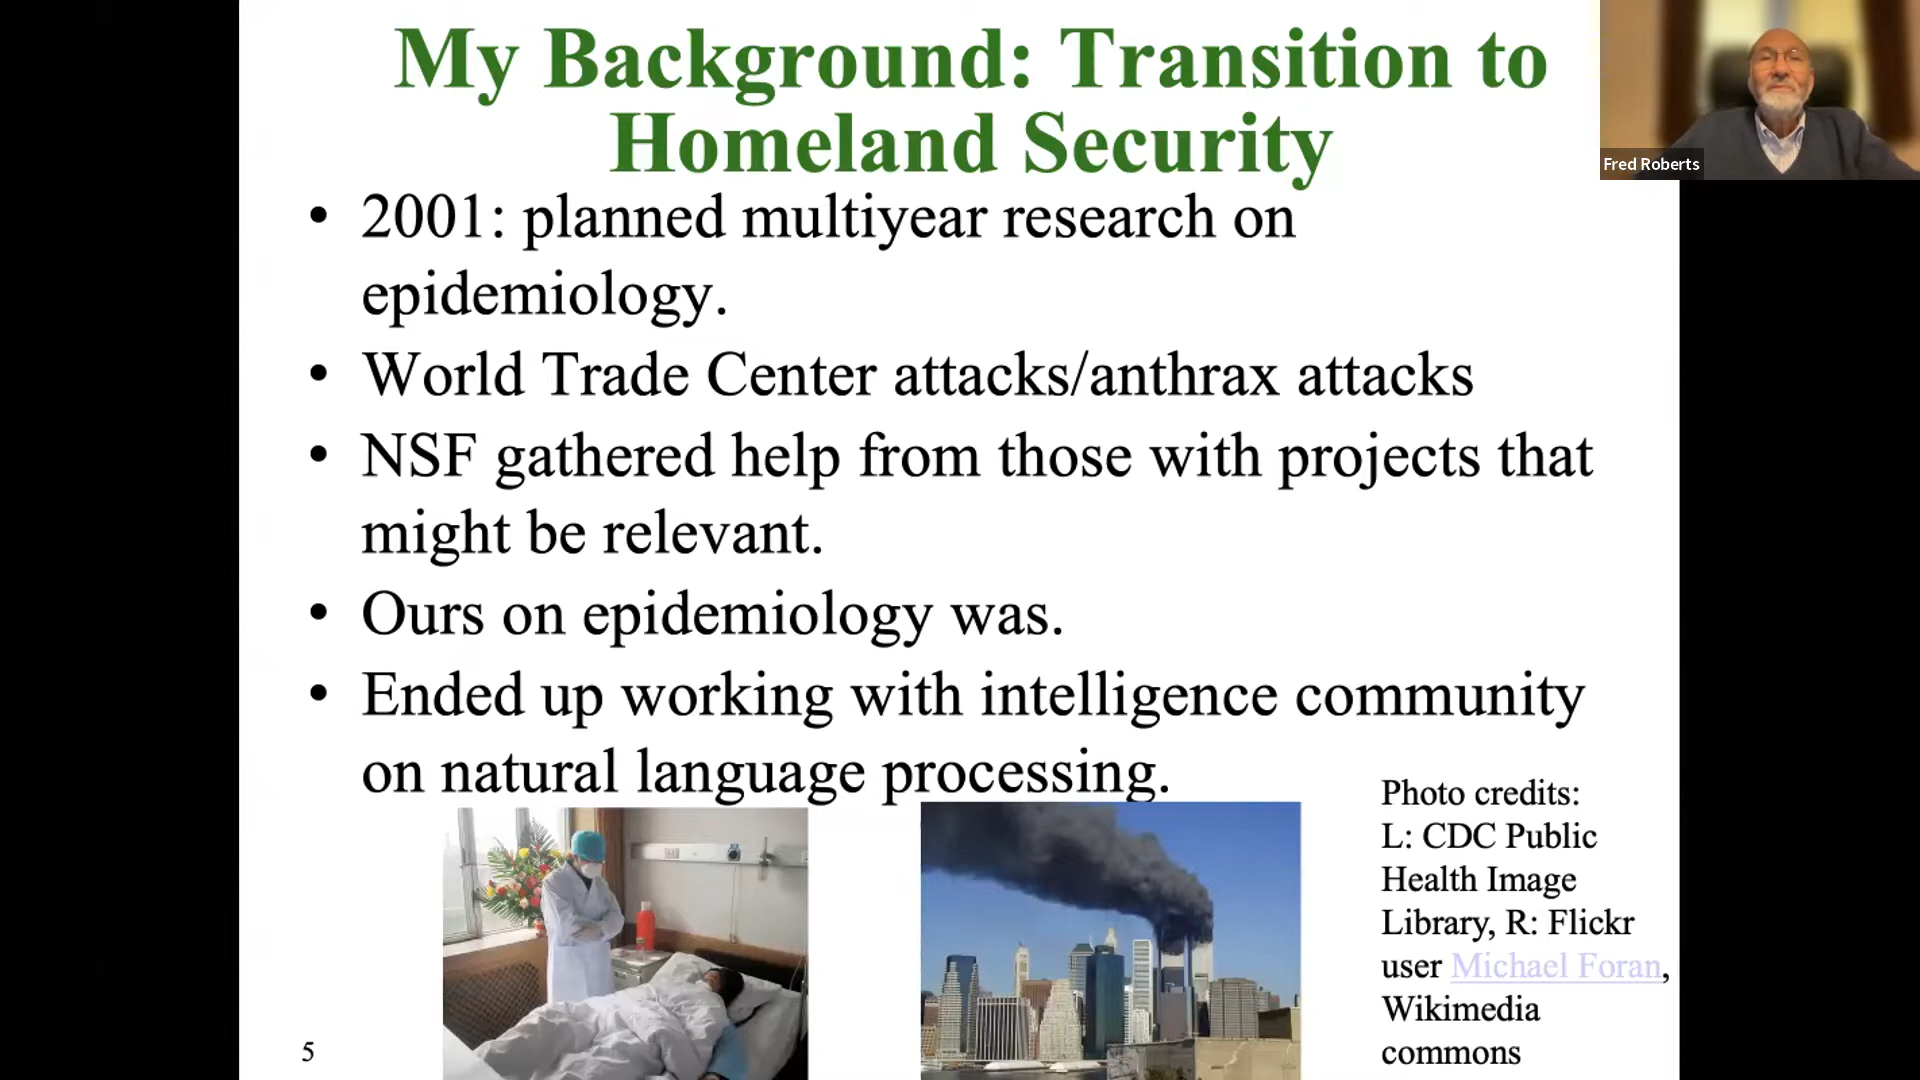 My Background: Transition to
Homeland Security
• 2001: planned multiyear research on
epidemiology.
• World Trade Center attacks/anthrax attacks
• NSF gathered help from those with projects that
might be relevant.
• Ours on epidemiology was.
• Ended up working with intelligence community
on natural language processing.
Photo credits:
L: CDC Public
Health Image
Library, R: Flickr
user Michael Foran,
Wikimedia
commons
5
Fred Roberts